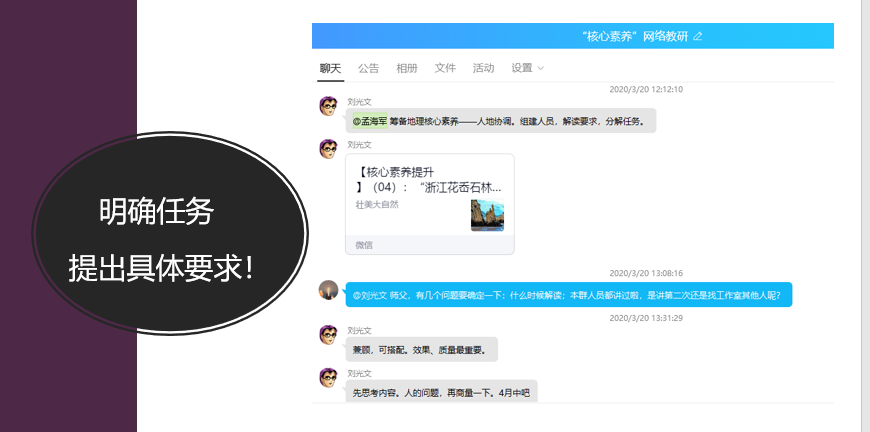 明确任务
提出具体要求！
“核心素养”网络教研
聊天 公告 相册 文件 活动 设置
2020/3/20 12:12:10
刘光文
@孟海军 筹备地理核心素养——人地协调。组建人员，解读要求，分解任务。
刘光文
【核心素养提升
】（04）：“浙江花岙石林...
壮美大自然
微信
2020/3/20 13:08:16
@刘光文 师父，有几个问题要确定一下：什么时候解读；本群人员都讲过啦，是讲第二次还是找工作室其他人呢？
2020/3/20 13:31:29
刘光文
兼顾，可搭配。效果、质量最重要。
刘光文
先思考内容。人的问题，再商量一下。4月中吧